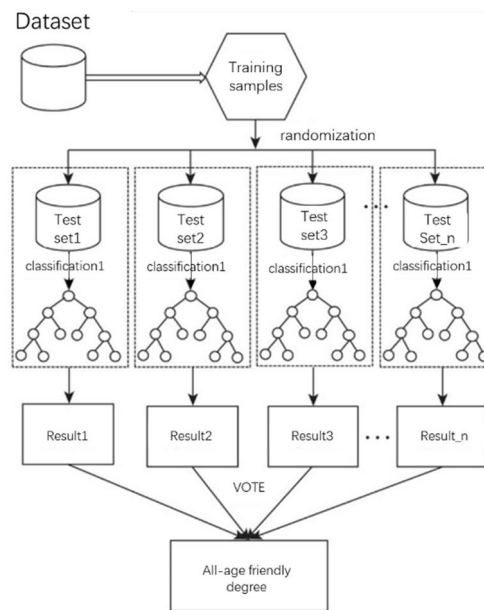 Dataset
Training
samples
randomization
Test
set1
Test
set2
Test
set3
...
Test
Set_n
classification1
classification1
classification1
classification1
Result1
Result2
Result3
...
Result_n
VOTE
All-age friendly
degree